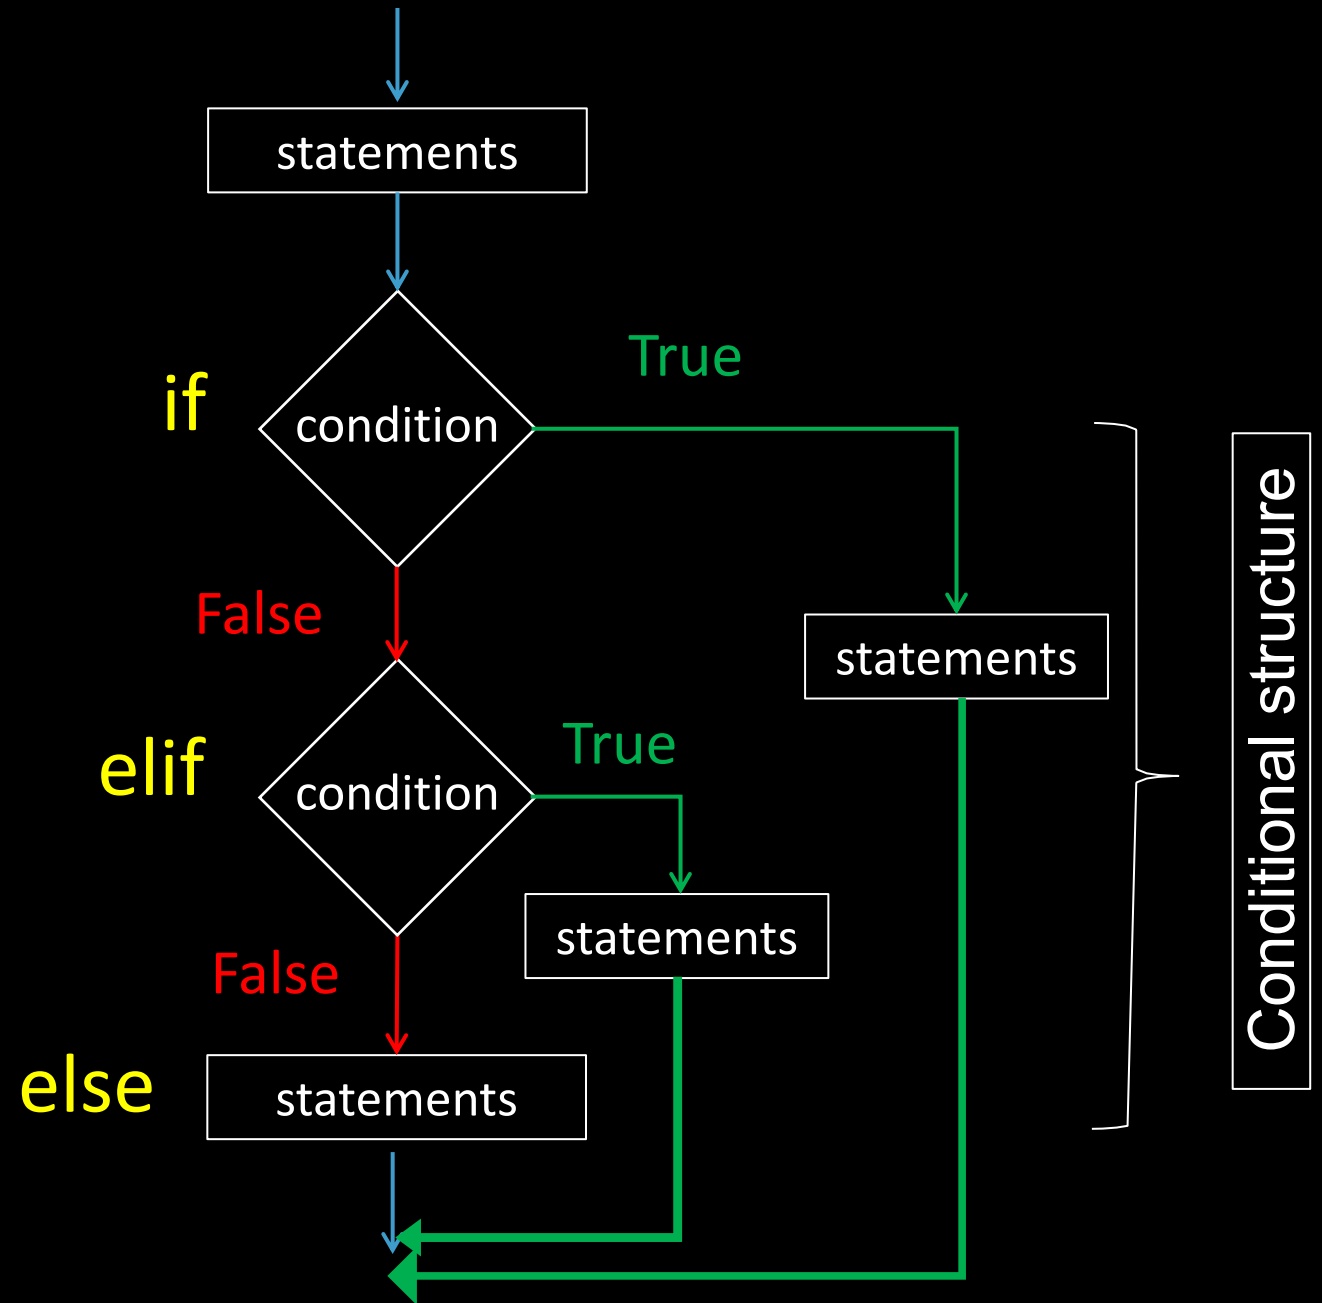 statements
True
if
condition
False
statements
True
elif
condition
statements
False
else
statements
Conditional structure